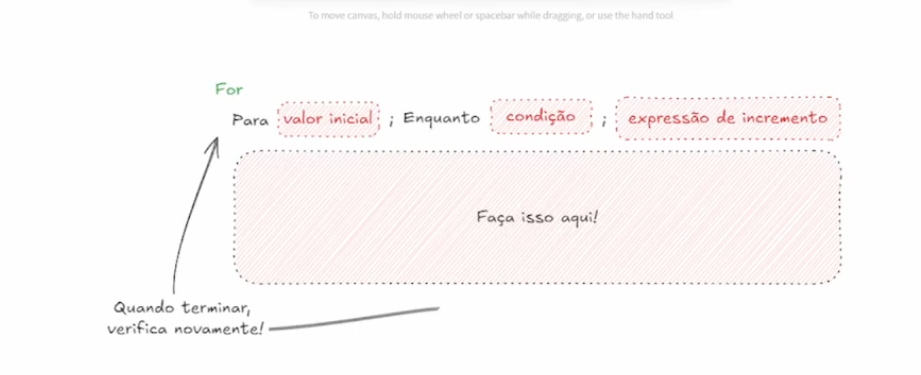 To move canvas, hold mouse wheel or spacebar while dragging, or use the hand tool
For
Para valor inicial ; Enquanto condição ; expressão de incremento
Faça isso aqui!
Quando terminar,
verifica novamente!